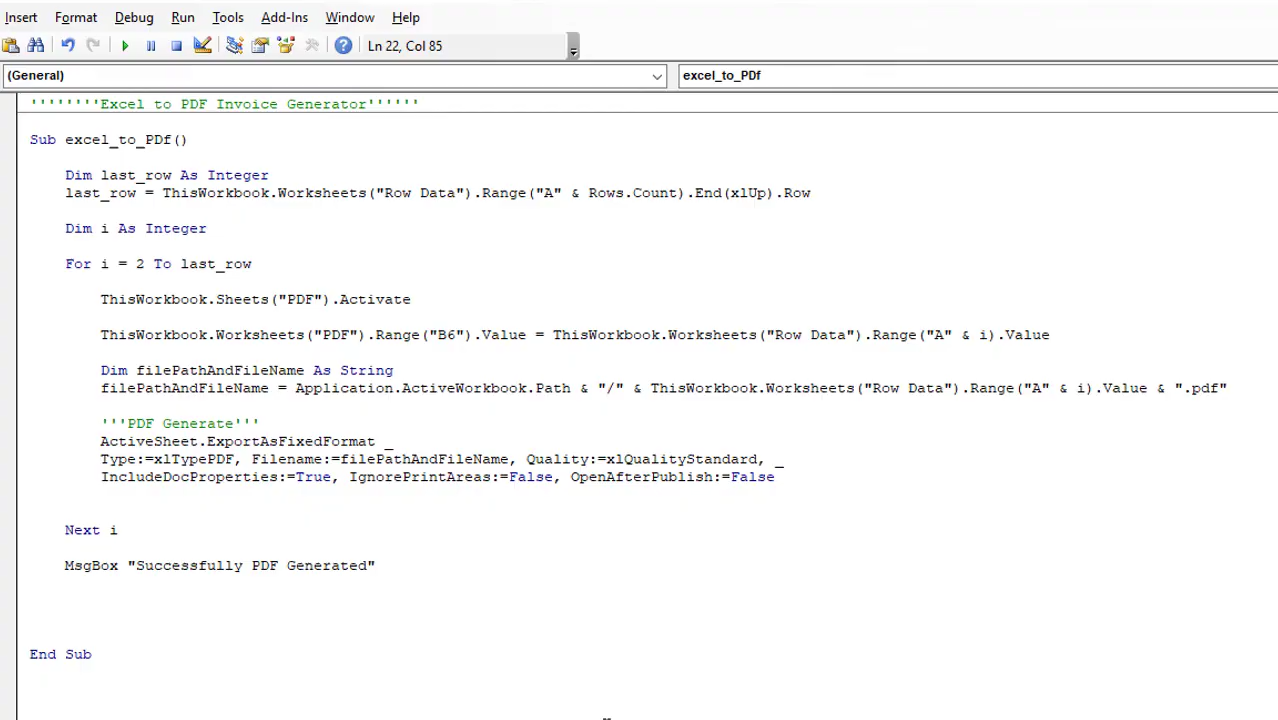 Insert Format Debug Run Tools Add-Ins Window Help
Ln 22, Col 85
(General) excel_to_PDf
''''''''Excel to PDF Invoice Generator''''''
Sub excel_to_PDf()
Dim last_row As Integer
last_row = ThisWorkbook.Worksheets("Row Data").Range("A" & Rows.Count).End(xlUp).Row
Dim i As Integer
For i = 2 To last_row
ThisWorkbook.Sheets("PDF").Activate
ThisWorkbook.Worksheets("PDF").Range("B6").Value = ThisWorkbook.Worksheets("Row Data").Range("A" & i).Value
Dim filePathAndFileName As String
filePathAndFileName = Application.ActiveWorkbook.Path & "/" & ThisWorkbook.Worksheets("Row Data").Range("A" & i).Value & ".pdf"
'''PDF Generate'''
ActiveSheet.ExportAsFixedFormat _
Type:=xlTypePDF, Filename:=filePathAndFileName, Quality:=xlQualityStandard, _
IncludeDocProperties:=True, IgnorePrintAreas:=False, OpenAfterPublish:=False
Next i
MsgBox "Successfully PDF Generated"
End Sub